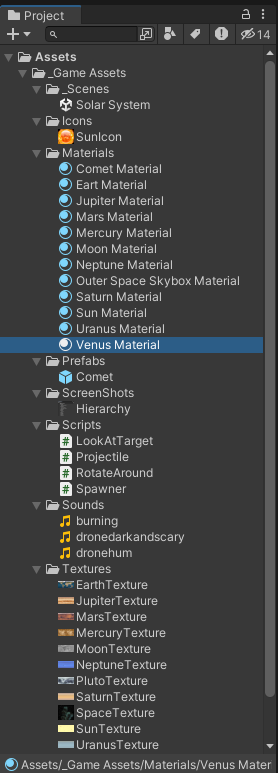 Project
14
Assets
_Game Assets
_Scenes
Solar System
Icons
SunIcon
Materials
Comet Material
Eart Material
Jupiter Material
Mars Material
Mercury Material
Moon Material
Neptune Material
Outer Space Skybox Material
Saturn Material
Sun Material
Uranus Material
Venus Material
Prefabs
Comet
ScreenShots
Hierarchy
Scripts
LookAtTarget
Projectile
RotateAround
Spawner
Sounds
burning
dronedarkandscary
dronehum
Textures
EarthTexture
JupiterTexture
MarsTexture
MercuryTexture
MoonTexture
NeptuneTexture
PlutoTexture
SaturnTexture
SpaceTexture
SunTexture
UranusTexture
Assets/_Game Assets/Materials/Venus Mater